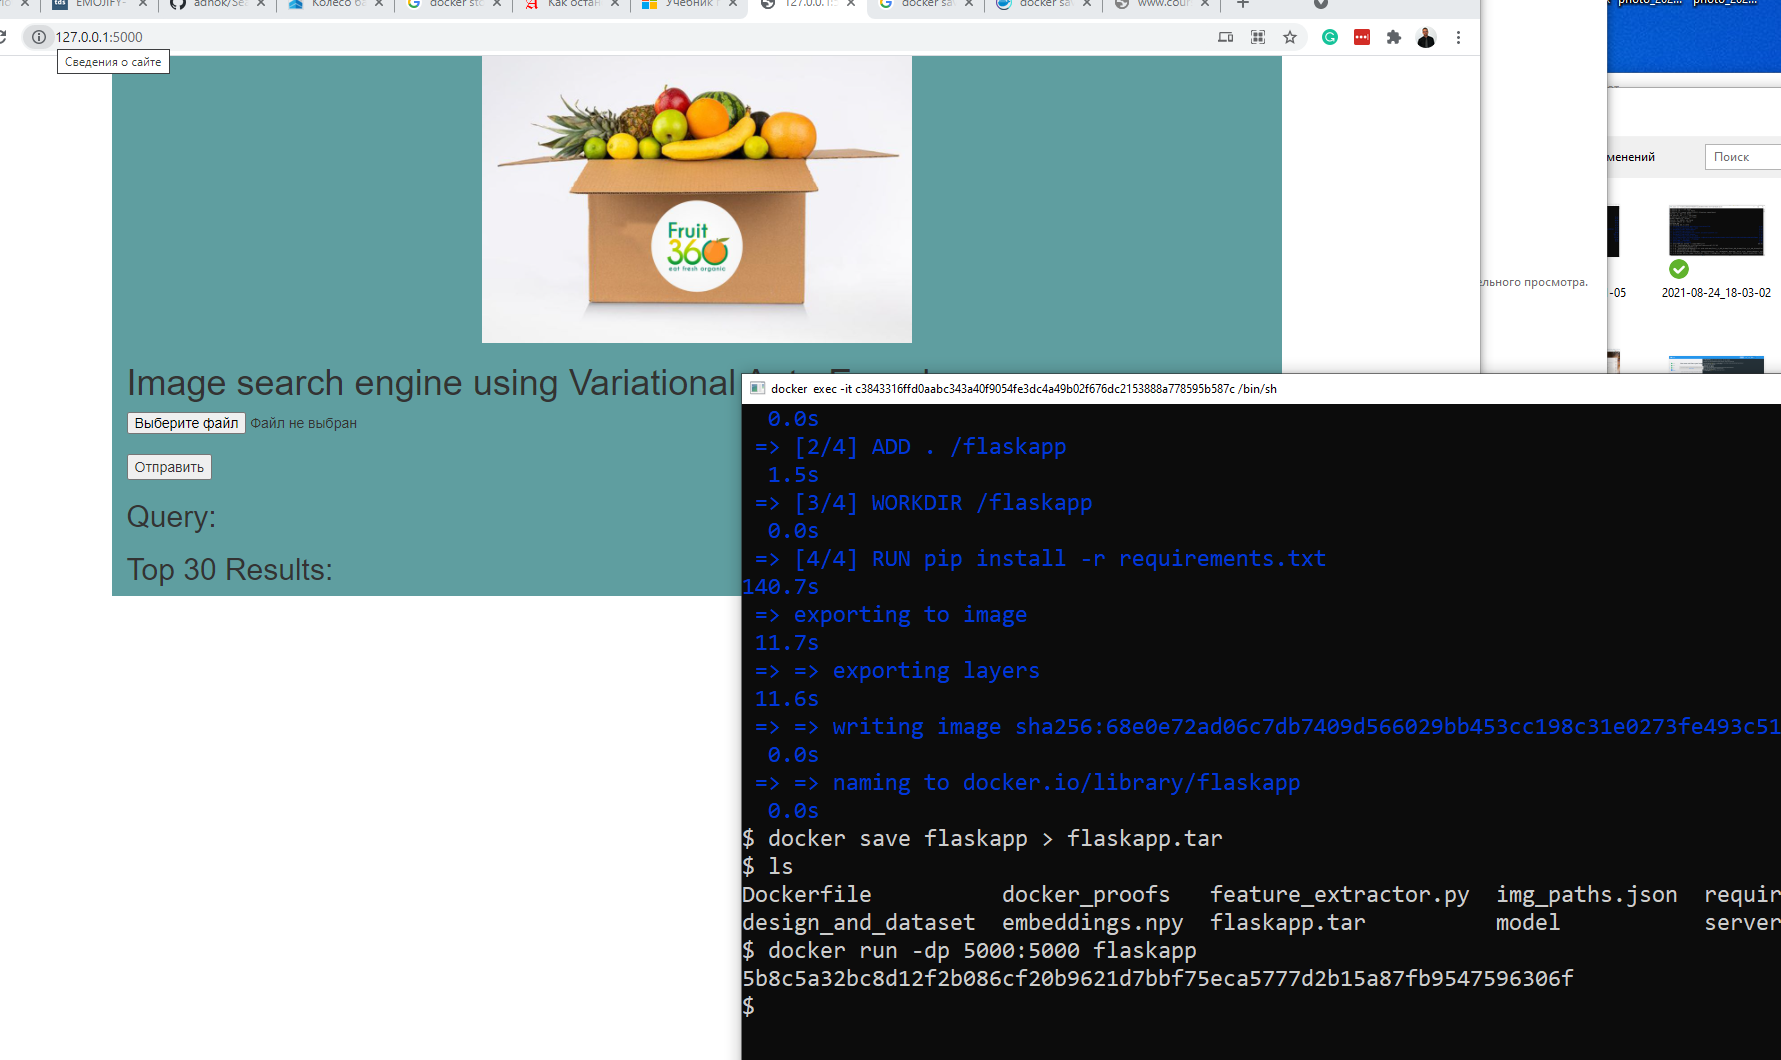 ЕМОЛІҒУ-
adnok/Sea
Колесо ба
docker sto
Как остан
Учебник
127.0.0.1:
docker sav
docker sav
www.cour
127.0.0.1:5000
Сведения о сайте
Fruit
360
eat fresh organic
Image search engine using Variational
Выберите файл Файл не выбран
Отправить
Query:
Top 30 Results:
photo_202... photo_202...
менений
Поиск
ельного просмотра.
-05
2021-08-24_18-03-02
docker exec -it c3843316ffd0aabc343a40f9054fe3dc4a49b02f676dc2153888a778595b587c /bin/sh
0.0s
=> [2/4] ADD . /flaskapp
1.5s
=> [3/4] WORKDIR /flaskapp
0.0s
=> [4/4] RUN pip install -r requirements.txt
140.7s
=> exporting to image
11.7s
=> => exporting layers
11.6s
=> => writing image sha256:68e0e72ad06c7db7409d566029bb453cc198c31e0273fe493c51
0.0s
=> => naming to docker.io/library/flaskapp
0.0s
$ docker save flaskapp > flaskapp.tar
$ ls
Dockerfile docker_proofs feature_extractor.py img_paths.json requir
design_and_dataset embeddings.npy flaskapp.tar model server
$ docker run -dp 5000:5000 flaskapp
5b8c5a32bc8d12f2b086cf20b9621d7bbf75eca5777d2b15a87fb9547596306f
$